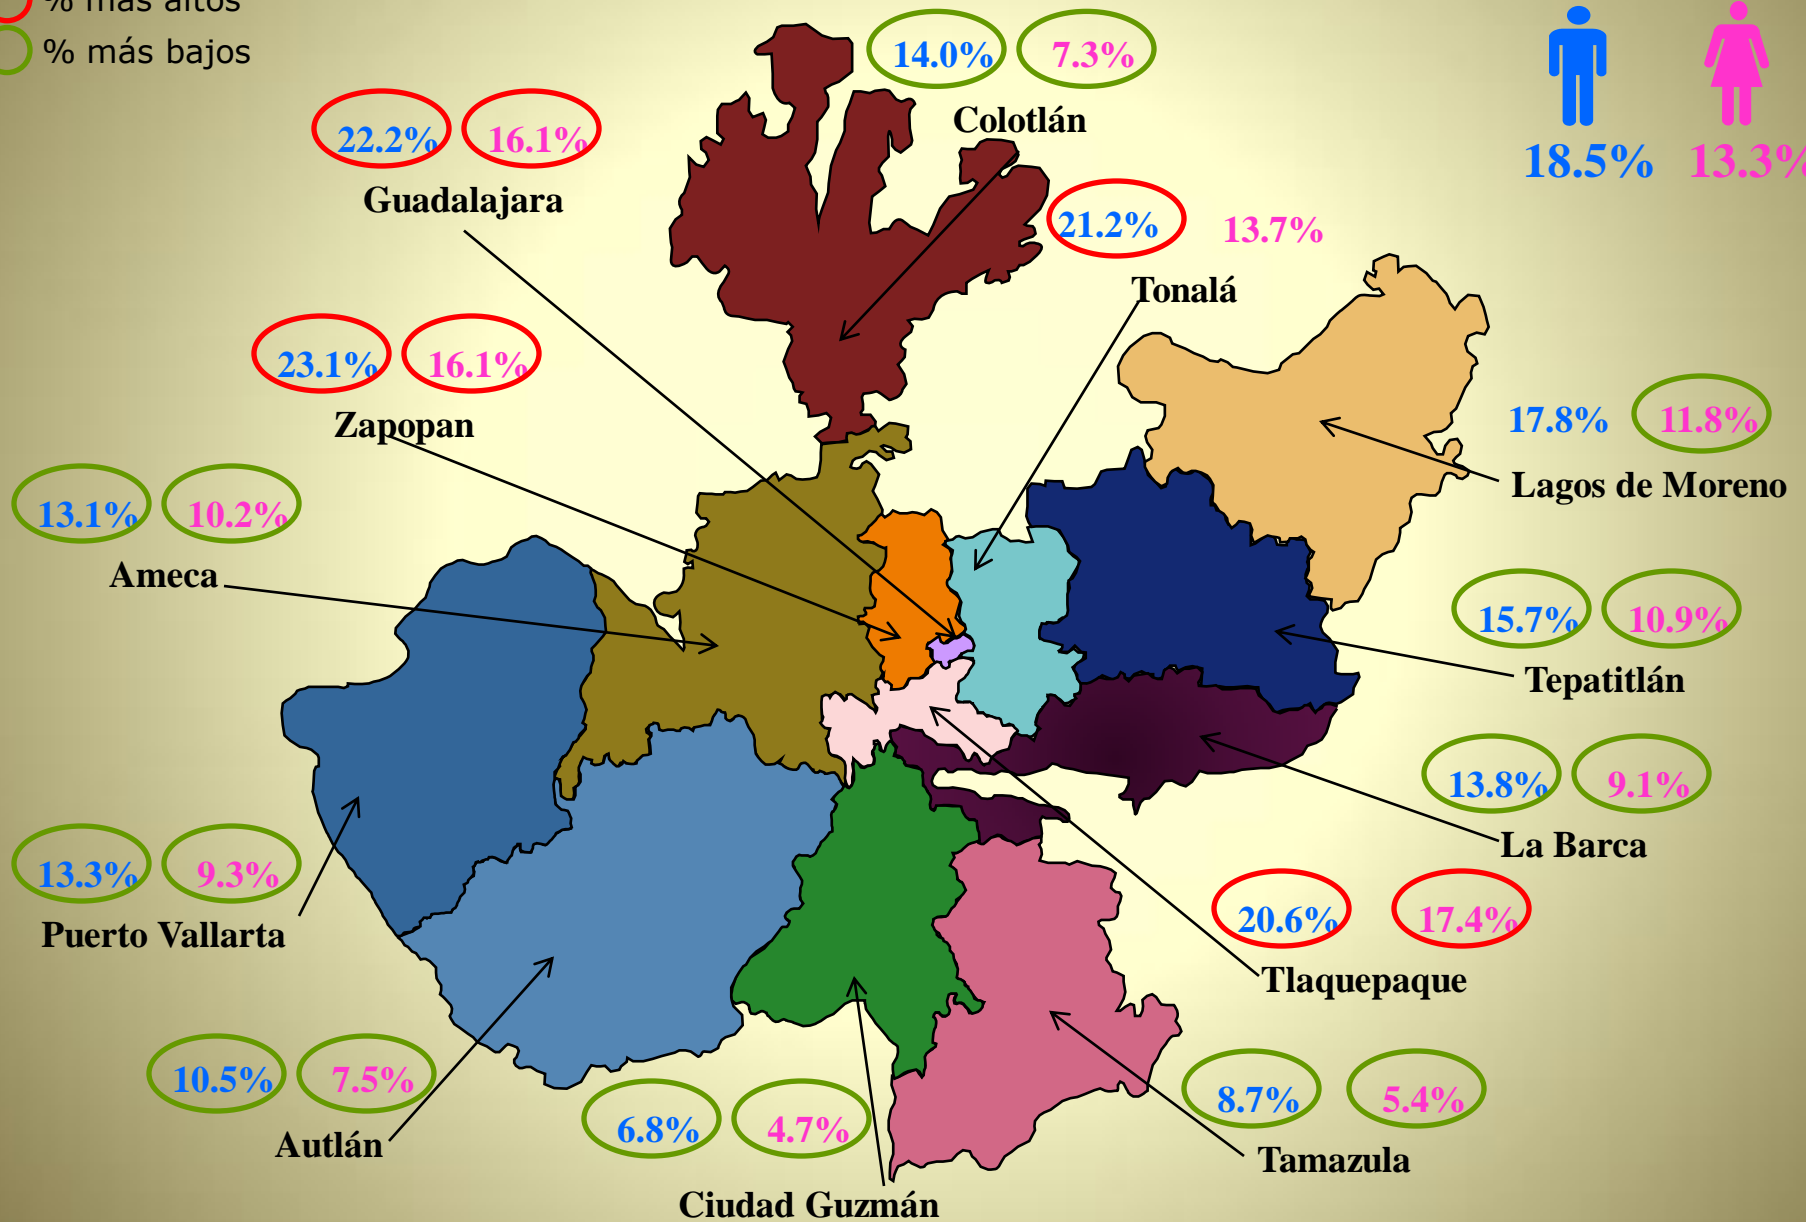 % más altos
% más bajos
14.0% 7.3%
Colotlán
18.5% 13.3%
22.2% 16.1%
Guadalajara
21.2% 13.7%
Tonalá
23.1% 16.1%
Zapopan
17.8% 11.8%
Lagos de Moreno
13.1% 10.2%
Ameca
15.7% 10.9%
Tepatitlán
13.8% 9.1%
La Barca
13.3% 9.3%
Puerto Vallarta
20.6% 17.4%
Tlaquepaque
10.5% 7.5%
Autlán
6.8% 4.7%
Ciudad Guzmán
8.7% 5.4%
Tamazula